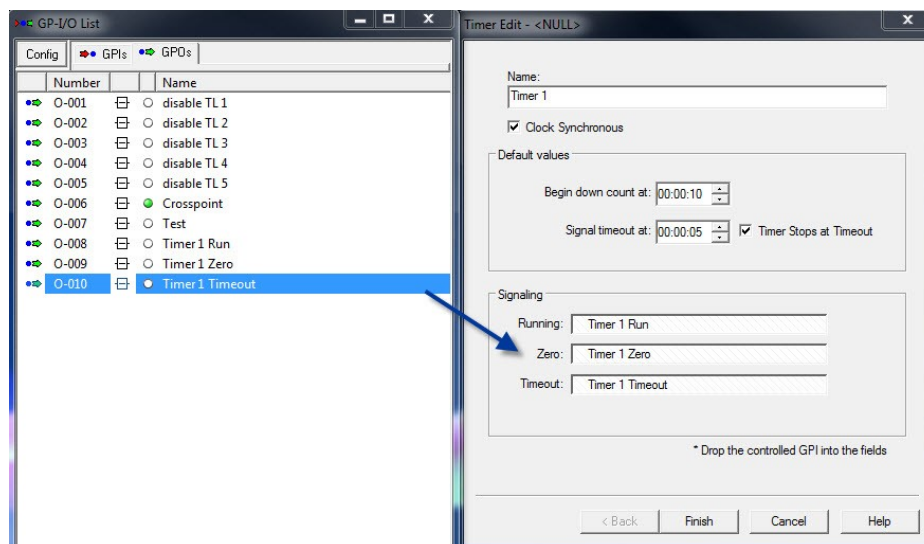 GP-I/O List
Config GPIs GPOs
Number Name
O-001 disable TL 1
O-002 disable TL 2
O-003 disable TL 3
O-004 disable TL 4
O-005 disable TL 5
O-006 Crosspoint
O-007 Test
O-008 Timer 1 Run
O-009 Timer 1 Zero
O-010 Timer 1 Timeout
Timer Edit - <NULL>
Name:
Timer 1
Clock Synchronous
Default values
Begin down count at: 00:00:10
Signal timeout at: 00:00:05 Timer Stops at Timeout
Signaling
Running: Timer 1 Run
Zero: Timer 1 Zero
Timeout: Timer 1 Timeout
* Drop the controlled GPI into the fields
< Back Finish Cancel Help